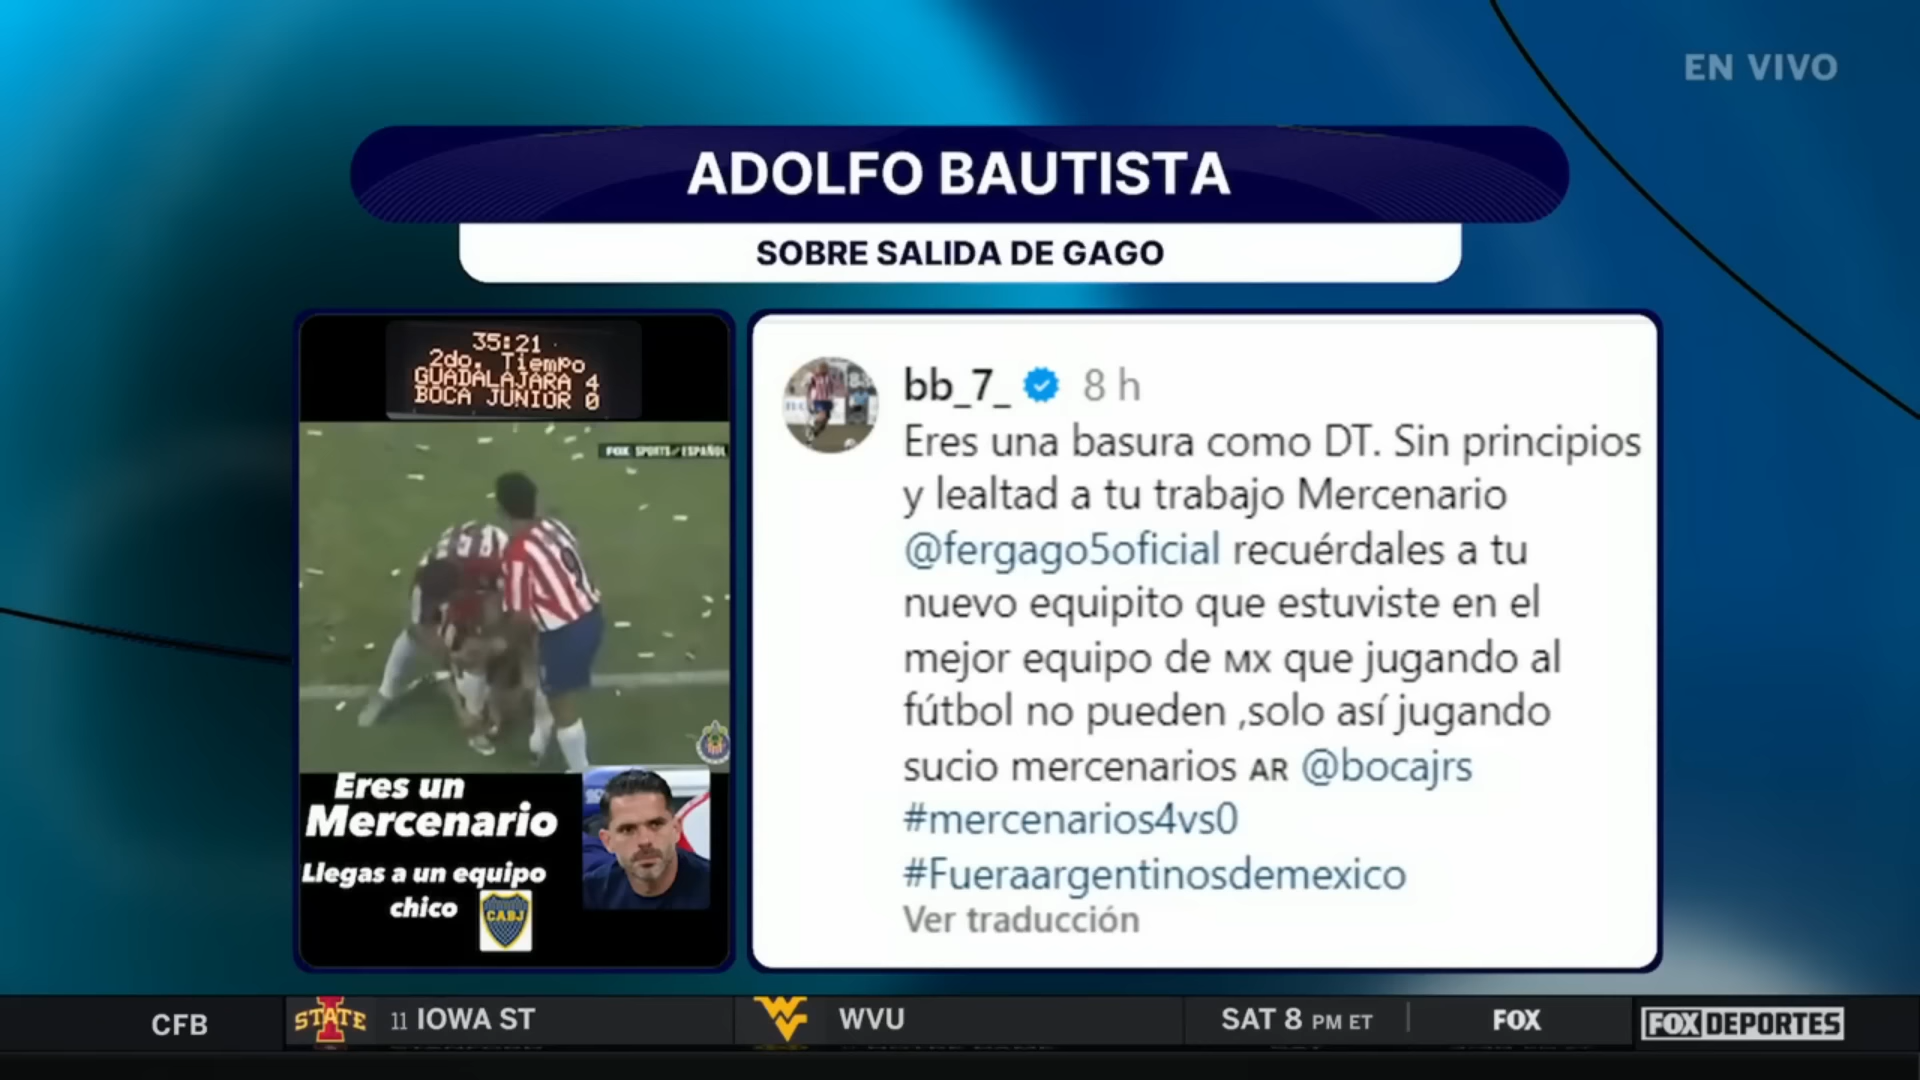 EN VIVO
ADOLFO BAUTISTA
SOBRE SALIDA DE GAGO
35:21
2do. Tiempo
GUADALAJARA 4
BOCA JUNIOR 0
FOX SPORTS ESPAÑOL
Eres un
Mercenario
Llegas a un equipo
chico
CABJ
bb_7_ 8 h
Eres una basura como DT. Sin principios
y lealtad a tu trabajo Mercenario
@fergago5oficial recuérdales a tu
nuevo equipito que estuviste en el
mejor equipo de MX que jugando al
fútbol no pueden ,solo así jugando
sucio mercenarios AR @bocajrs
#mercenarios4vs0
#Fueraargentinosdemexico
Ver traducción
CFB STATE 11 IOWA ST WV WVU SAT 8 PM ET FOX FOX DEPORTES